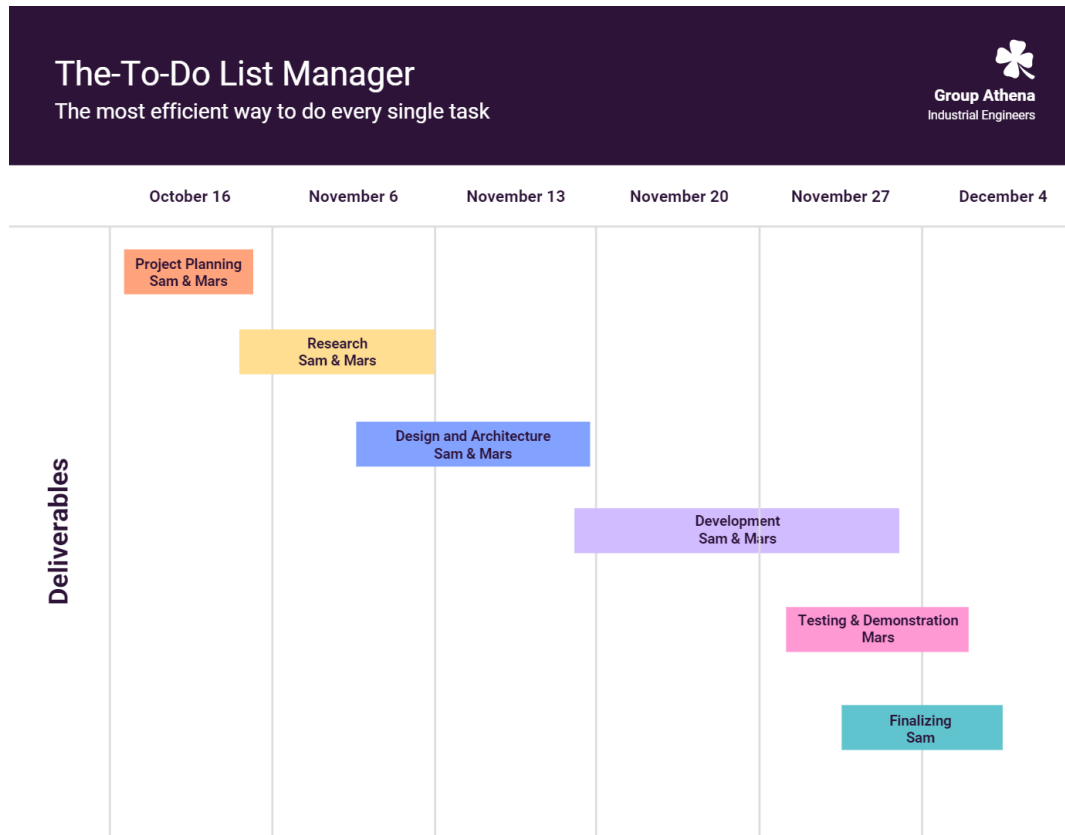 The-To-Do List Manager
The most efficient way to do every single task
Group Athena
Industrial Engineers
October 16
November 6
November 13
November 20
November 27
December 4
Deliverables
Project Planning
Sam & Mars
Research
Sam & Mars
Design and Architecture
Sam & Mars
Development
Sam & Mars
Testing & Demonstration
Mars
Finalizing
Sam